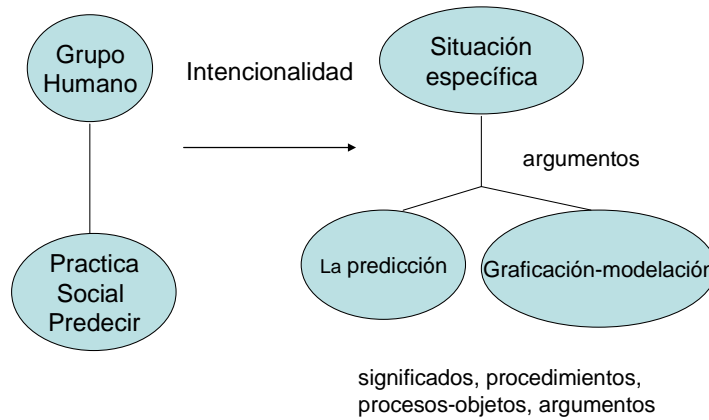 Grupo
Humano
Intencionalidad
Situación
específica
argumentos
Practica
Social
Predecir
La predicción
Graficación-modelación
significados, procedimientos,
procesos-objetos, argumentos